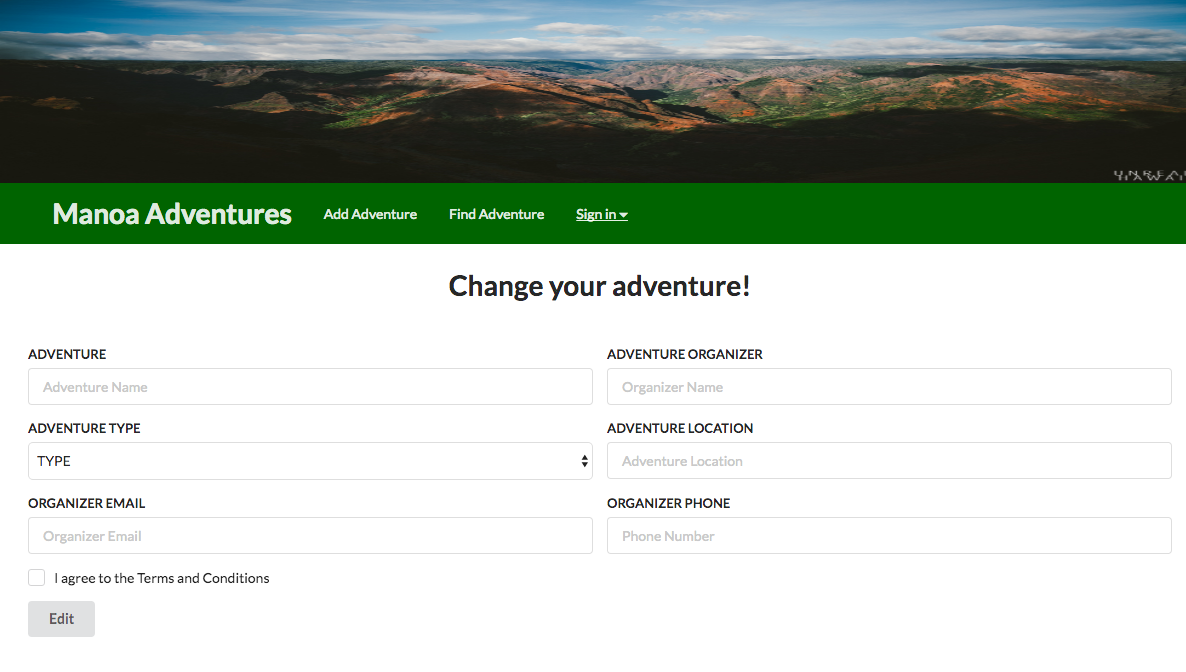 UNREAL
HAWAII
Manoa Adventures Add Adventure Find Adventure Sign in
Change your adventure!
ADVENTURE ADVENTURE ORGANIZER
Adventure Name Organizer Name
ADVENTURE TYPE ADVENTURE LOCATION
TYPE Adventure Location
ORGANIZER EMAIL ORGANIZER PHONE
Organizer Email Phone Number
I agree to the Terms and Conditions
Edit